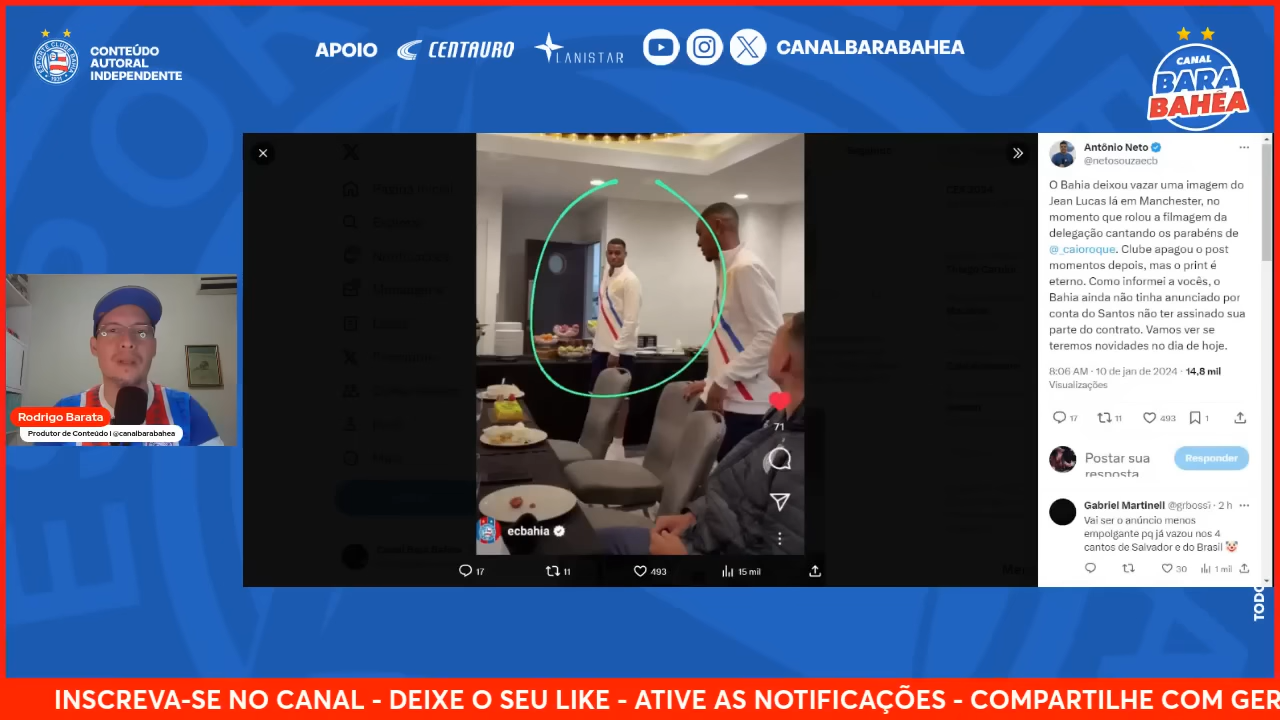 ESPORTE CLUBE BAHIA
1931
CONTEÚDO
AUTORAL
INDEPENDENTE
APOIO
CENTAURO
LANISTAR
CANALBARABAHEA
CANAL
BARA
BAHÊA
Rodrigo Barata
Produtor de Conteúdo | @canalbarabahea
71
ecbahia
17
11
493
15 mil
Antônio Neto
@netosouzaecb
O Bahia deixou vazar uma imagem do
Jean Lucas lá em Manchester, no
momento que rolou a filmagem da
delegação cantando os parabéns de
@_caioroque. Clube apagou o post
momentos depois, mas o print é
eterno. Como informei a vocês, o
Bahia ainda não tinha anunciado por
conta do Santos não ter assinado sua
parte do contrato. Vamos ver se
teremos novidades no dia de hoje.
8:06 AM · 10 de jan de 2024 · 14,8 mil
Visualizações
17
11
493
1
Postar sua
resposta
Responder
Gabriel Martinell @grbossi · 2 h
Vai ser o anúncio menos
empolgante pq já vazou nos 4
cantos de Salvador e do Brasil 🤡
30
1 mil
TODO
INSCREVA-SE NO CANAL - DEIXE O SEU LIKE - ATIVE AS NOTIFICAÇÕES - COMPARTILHE COM GER